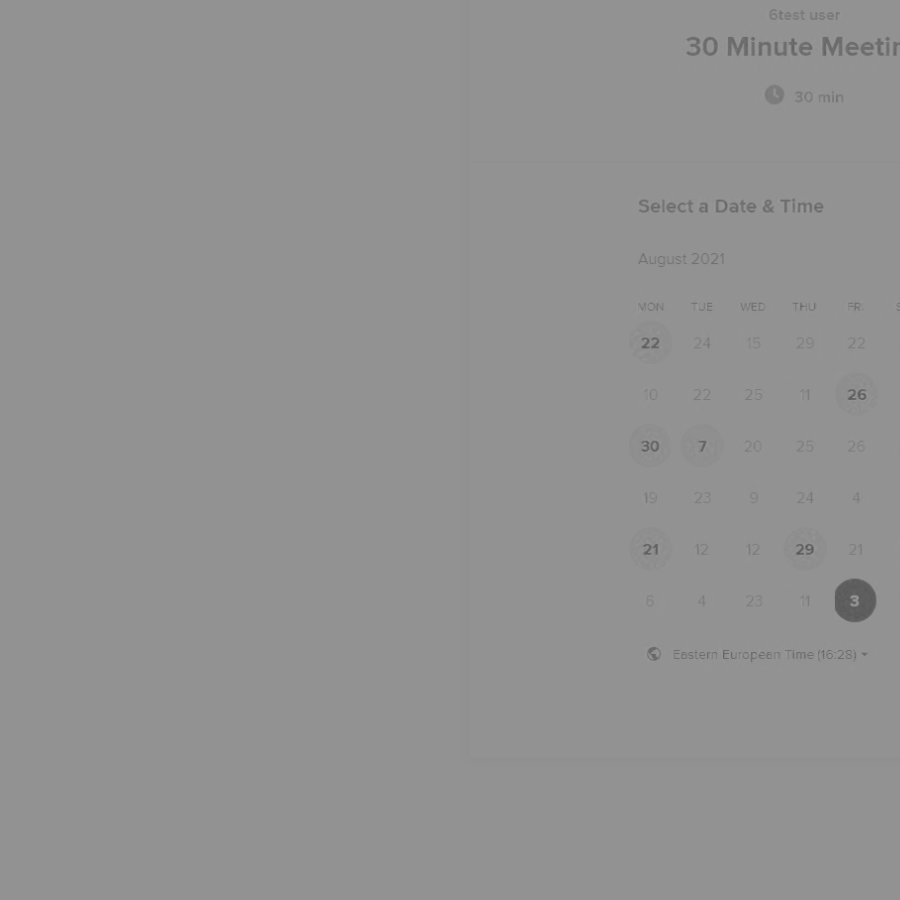 6test user
30 Minute
30 min
Select a Date & Time
August 2021
MON TUE WED THU FRI
22 24 15 29 22
10 22 25 11 26
30 7 20 25 26
19 23 9 24 4
21 12 12 29 21
6 4 23 11 3
Eastern European Time (16:28)